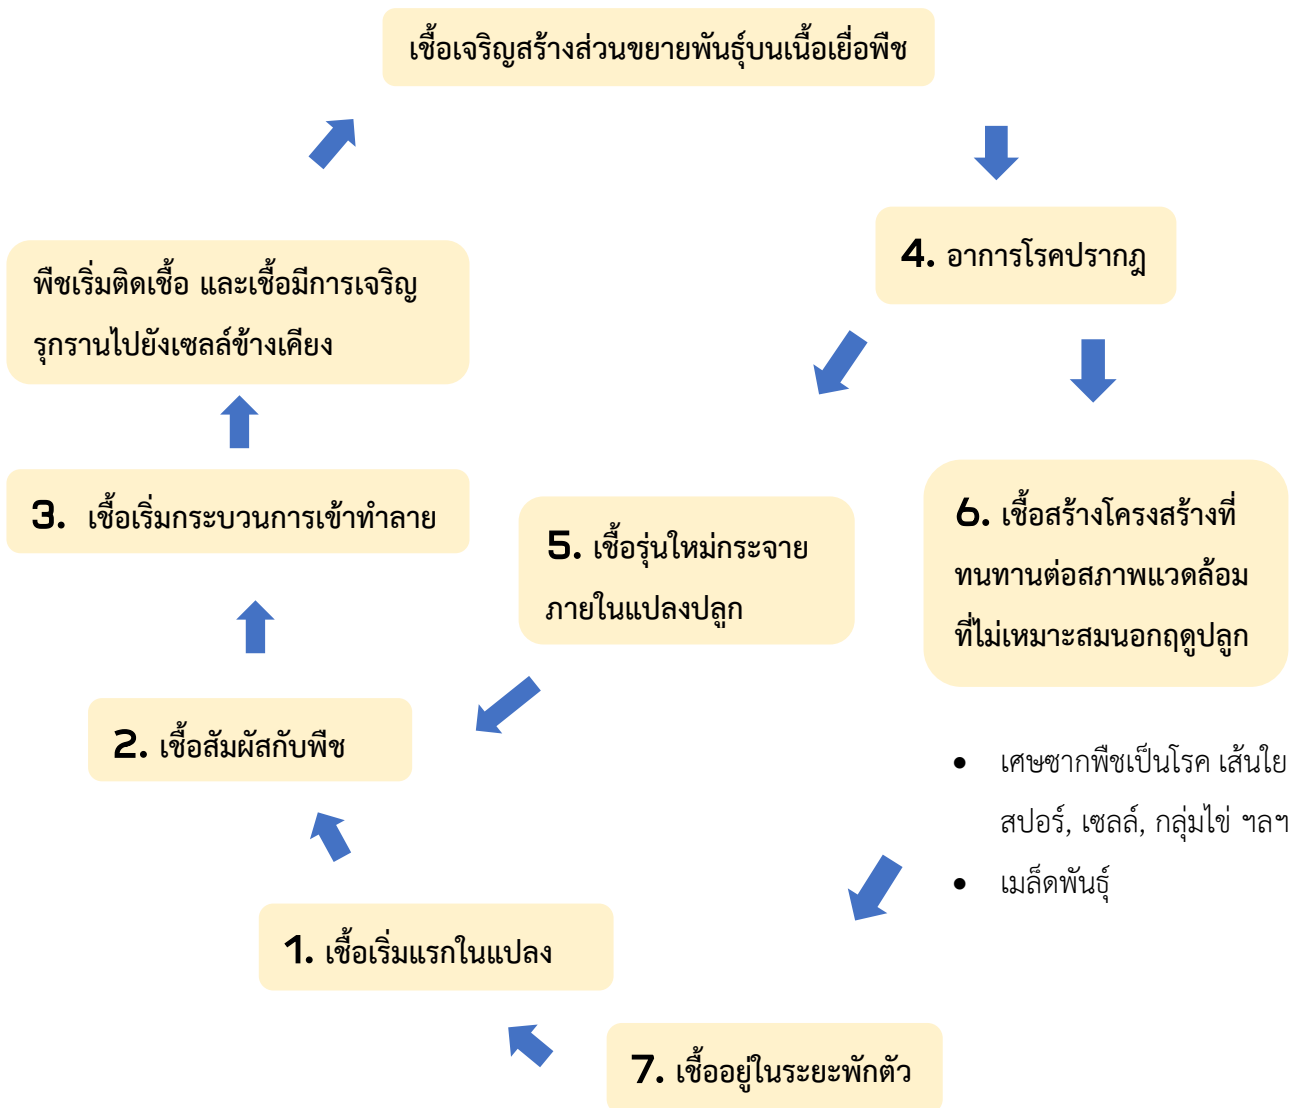 เชื้อเจริญสร้างส่วนขยายพันธุ์บนเนื้อเยื่อพืช
4. อาการโรคปรากฎ
พืชเริ่มติดเชื้อ และเชื้อมีการเจริญ
รุกรานไปยังเซลล์ข้างเคียง
3. เชื้อเริ่มกระบวนการเข้าทำลาย
5. เชื้อรุ่นใหม่กระจาย
ภายในแปลงปลูก
6. เชื้อสร้างโครงสร้างที่
ทนทานต่อสภาพแวดล้อม
ที่ไม่เหมาะสมนอกฤดูปลูก
2. เชื้อสัมผัสกับพืช
• เศษซากพืชเป็นโรค เส้นใย
สปอร์, เซลล์, กลุ่มไข่ ฯลฯ
• เมล็ดพันธุ์
1. เชื้อเริ่มแรกในแปลง
7. เชื้ออยู่ในระยะพักตัว